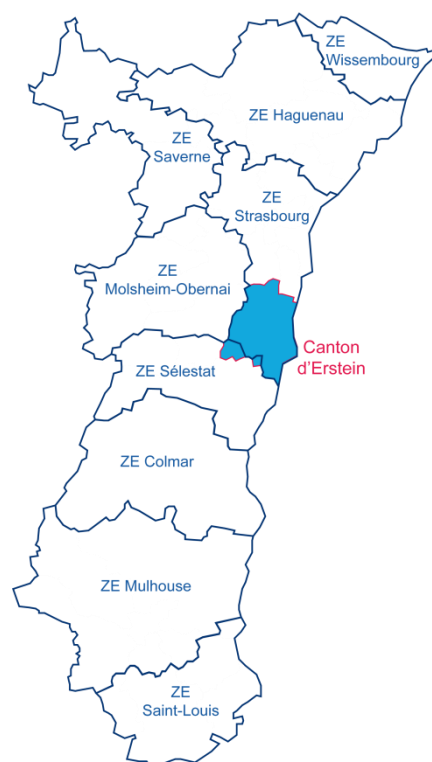 ZE
Wissembourg
ZE Haguenau
ZE
Saverne
ZE
Strasbourg
ZE
Molsheim-Obernai
Canton
d'Erstein
ZE Sélestat
ZE Colmar
ZE Mulhouse
ZE
Saint-Louis